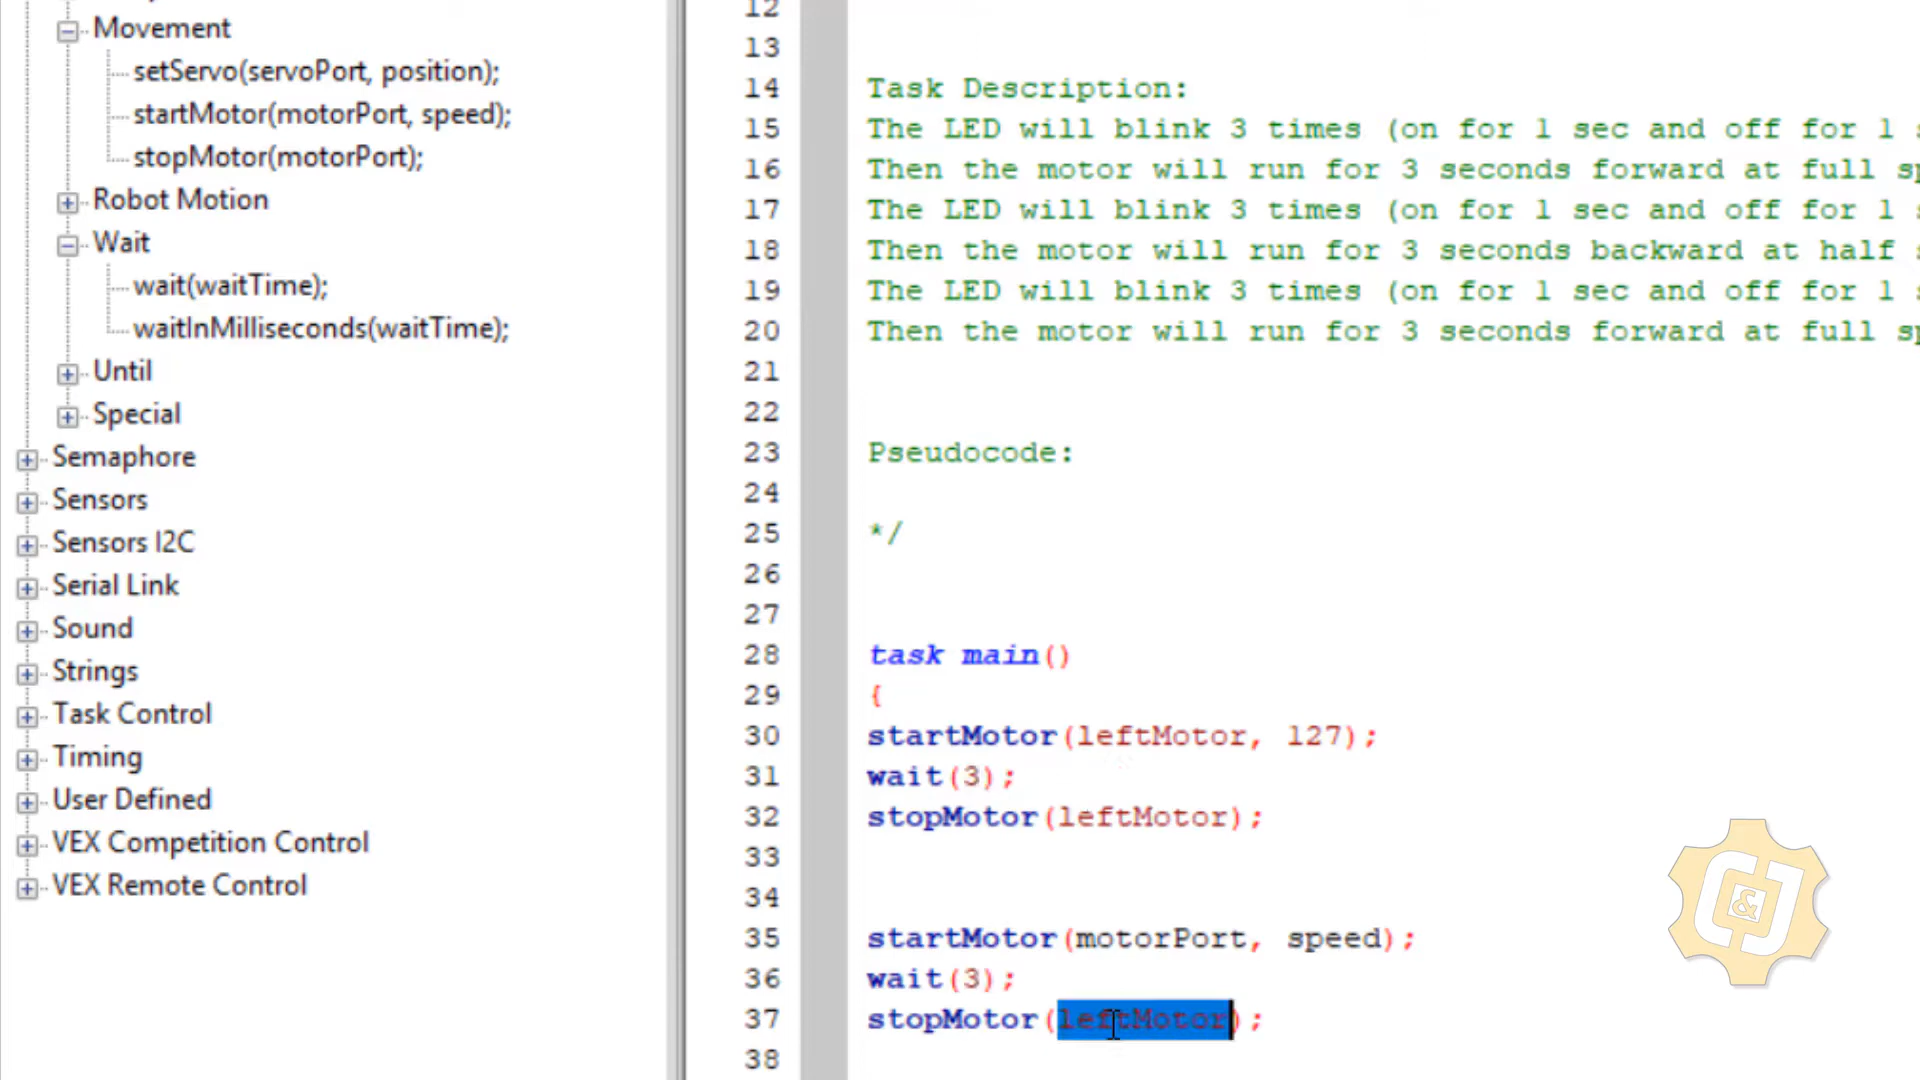 Movement
setServo(servoPort, position);
startMotor(motorPort, speed);
stopMotor(motorPort);
Robot Motion
Wait
wait(waitTime);
waitInMilliseconds(waitTime);
Until
Special
Semaphore
Sensors
Sensors I2C
Serial Link
Sound
Strings
Task Control
Timing
User Defined
VEX Competition Control
VEX Remote Control
12
13
14 Task Description:
15 The LED will blink 3 times (on for 1 sec and off for 1
16 Then the motor will run for 3 seconds forward at full
17 The LED will blink 3 times (on for 1 sec and off for 1
18 Then the motor will run for 3 seconds backward at half
19 The LED will blink 3 times (on for 1 sec and off for 1
20 Then the motor will run for 3 seconds forward at full
21
22
23 Pseudocode:
24
25 */
26
27
28 task main()
29 {
30 startMotor(leftMotor, 127);
31 wait(3);
32 stopMotor(leftMotor);
33
34
35 startMotor(motorPort, speed);
36 wait(3);
37 stopMotor(leftMotor);
38
C&J